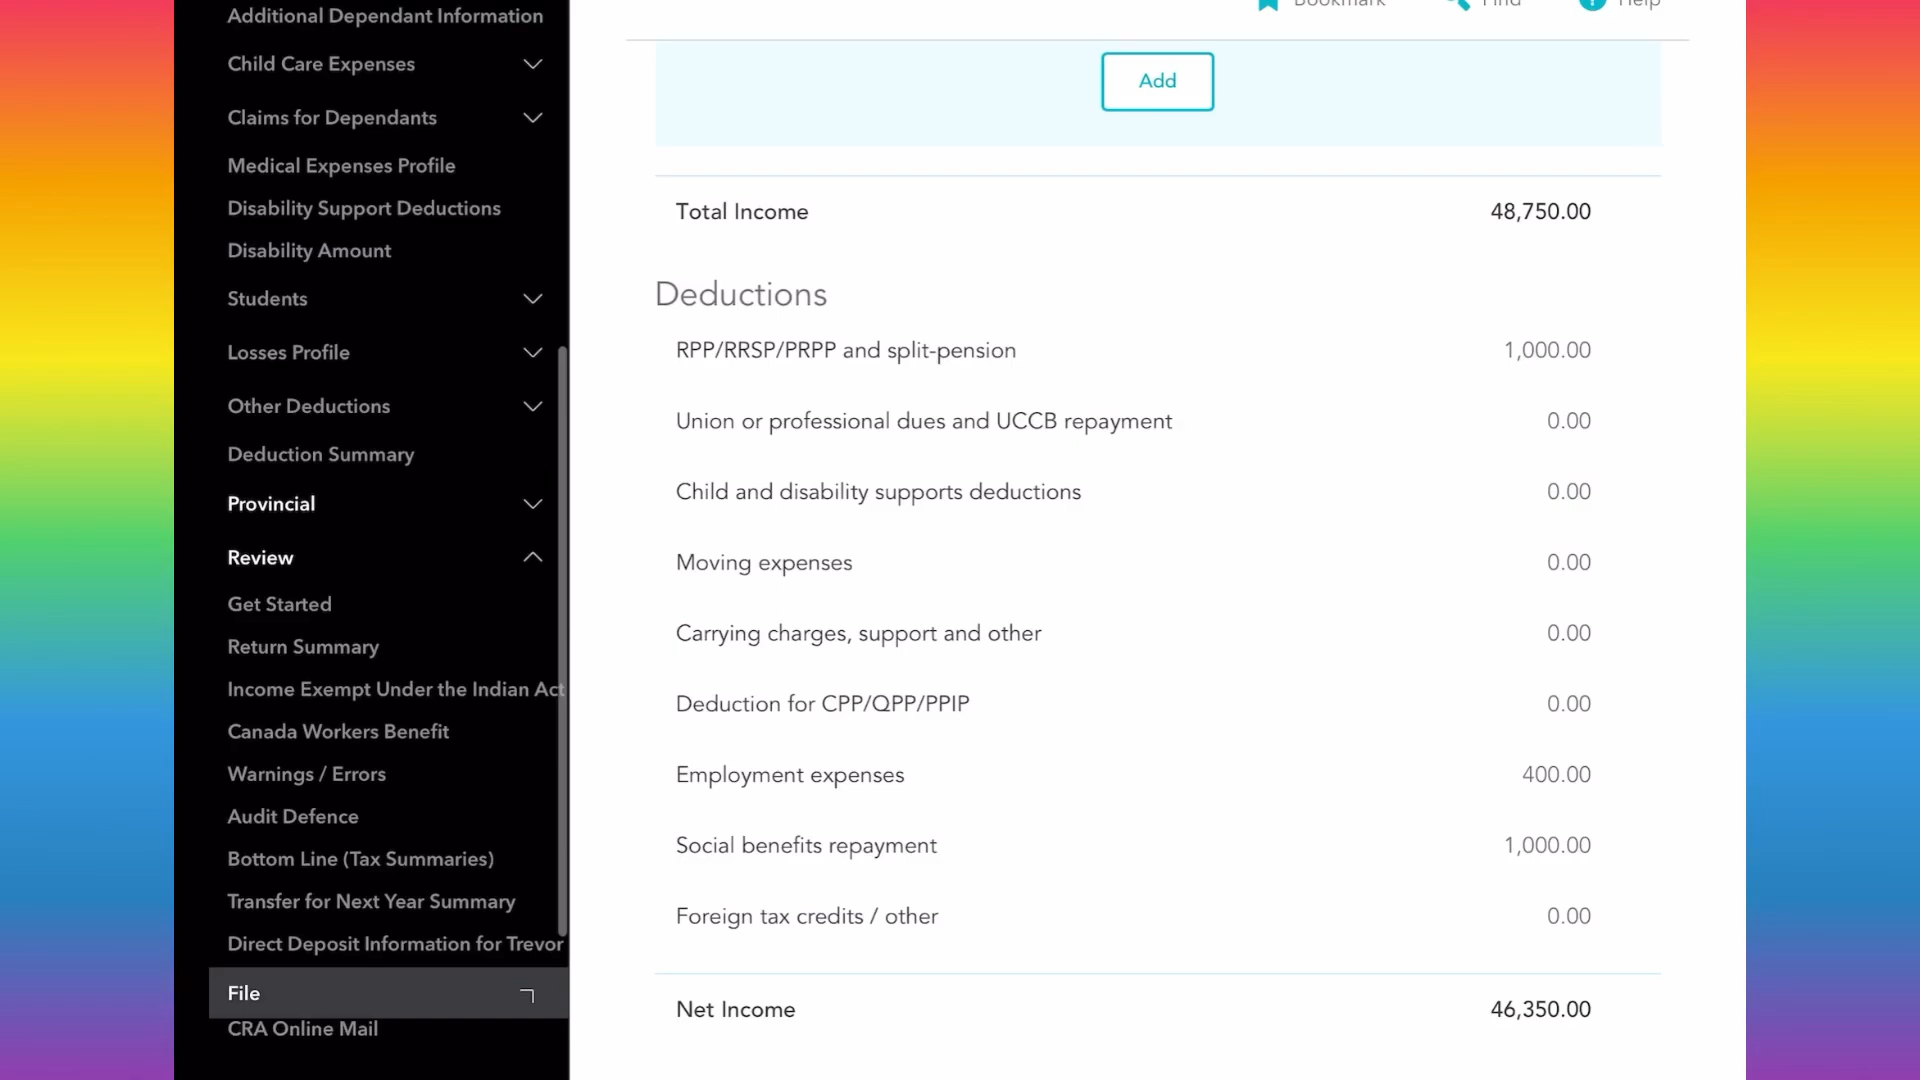 Additional Dependant Information
Child Care Expenses
Claims for Dependants
Medical Expenses Profile
Disability Support Deductions
Disability Amount
Students
Losses Profile
Other Deductions
Deduction Summary
Provincial
Review
Get Started
Return Summary
Income Exempt Under the Indian Act
Canada Workers Benefit
Warnings / Errors
Audit Defence
Bottom Line (Tax Summaries)
Transfer for Next Year Summary
Direct Deposit Information for Trevor
File
CRA Online Mail
Bookmark Find Help
Add
Total Income 48,750.00
Deductions
RPP/RRSP/PRPP and split-pension 1,000.00
Union or professional dues and UCCB repayment 0.00
Child and disability supports deductions 0.00
Moving expenses 0.00
Carrying charges, support and other 0.00
Deduction for CPP/QPP/PPIP 0.00
Employment expenses 400.00
Social benefits repayment 1,000.00
Foreign tax credits / other 0.00
Net Income 46,350.00